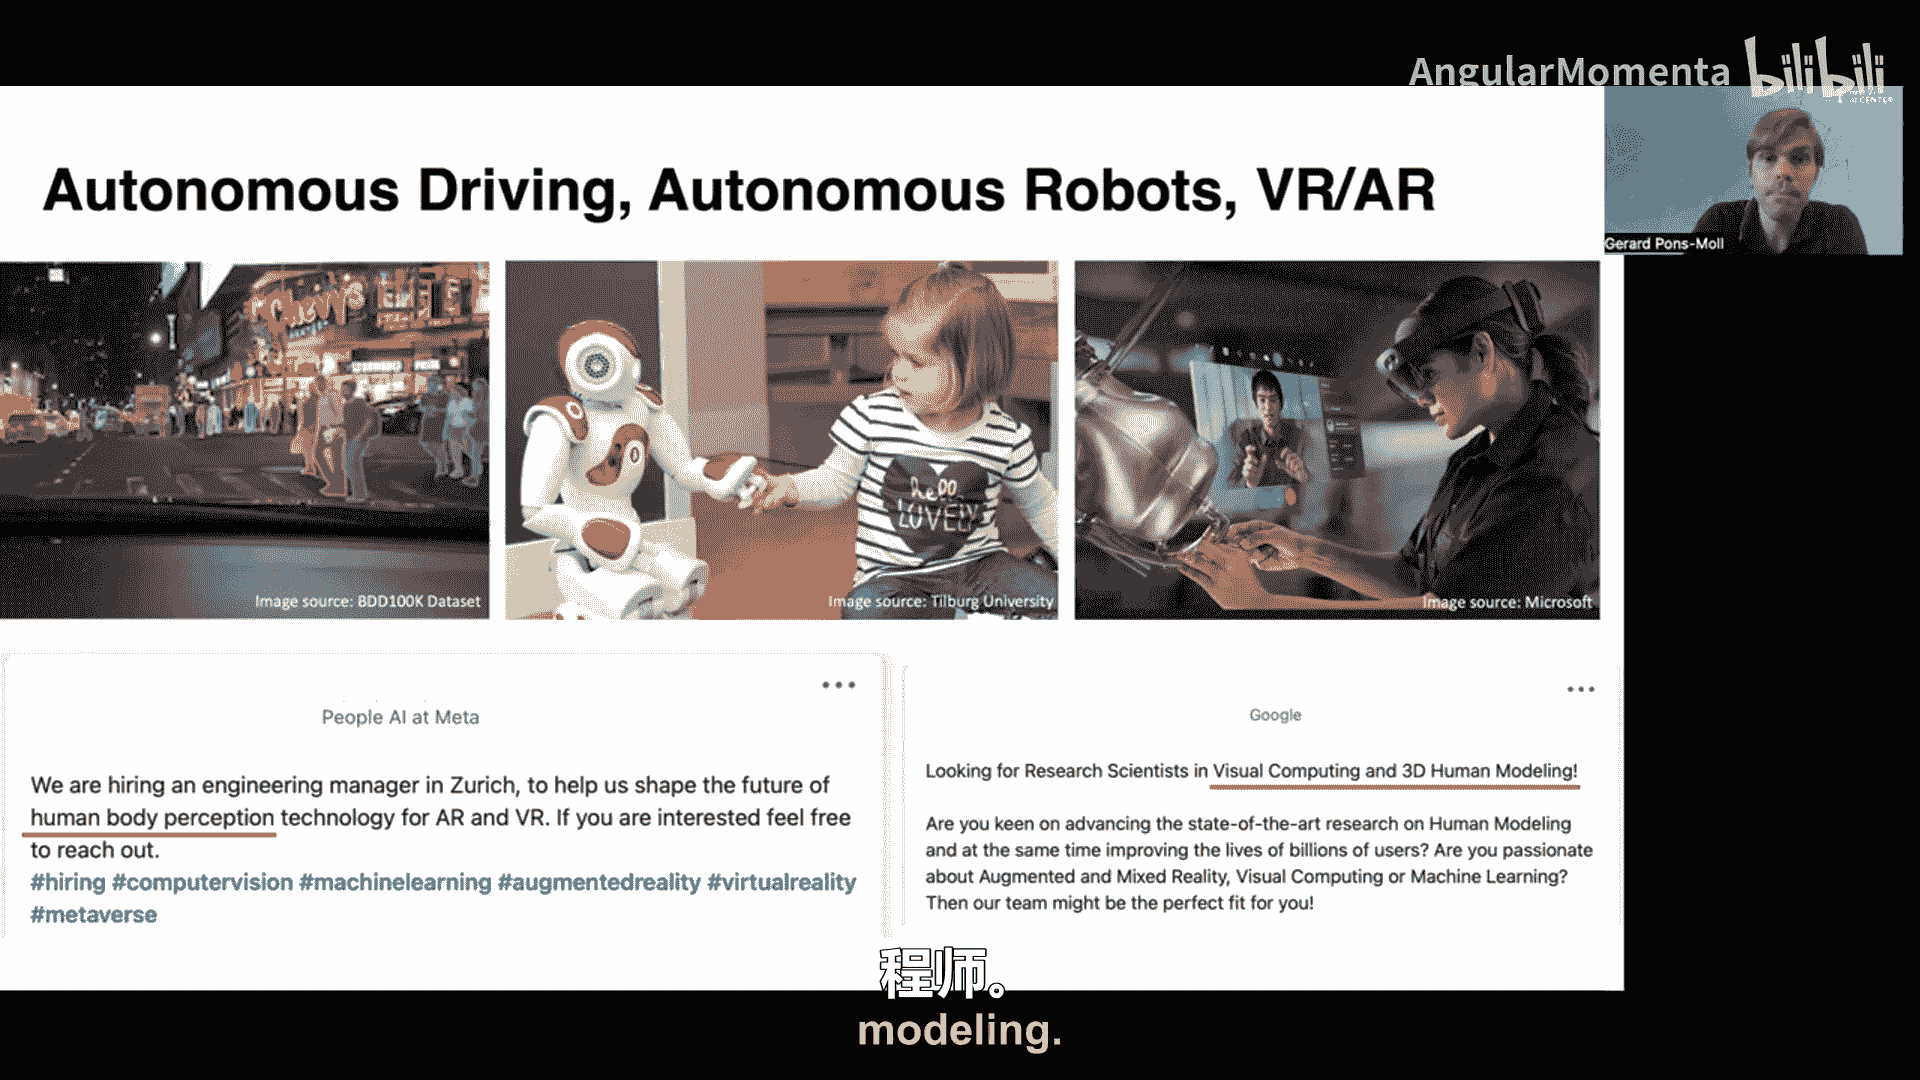 AngularMomenta bilibili
AI CENTER
Autonomous Driving, Autonomous Robots, VR/AR
Gerard Pons-Moll
Chevys
hello
LOVELY
Image source: BDD100K Dataset
Image source: Tilburg University
Image source: Microsoft
People AI at Meta
We are hiring an engineering manager in Zurich, to help us shape the future of
human body perception technology for AR and VR. If you are interested feel free
to reach out.
#hiring #computervision #machinelearning #augmentedreality #virtualreality
#metaverse
Google
Looking for Research Scientists in Visual Computing and 3D Human Modeling!
Are you keen on advancing the state-of-the-art research on Human Modeling
and at the same time improving the lives of billions of users? Are you passionate
about Augmented and Mixed Reality, Visual Computing or Machine Learning?
Then our team might be the perfect fit for you!
程师。
modeling.